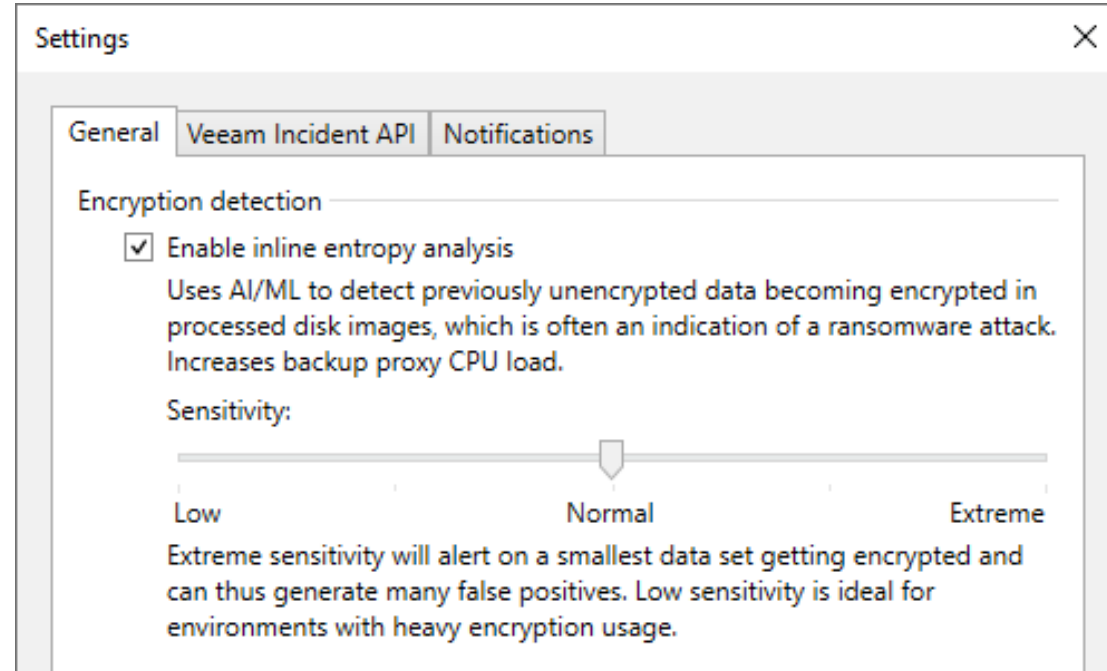 Settings
General Veeam Incident API Notifications
Encryption detection
Enable inline entropy analysis
Uses AI/ML to detect previously unencrypted data becoming encrypted in
processed disk images, which is often an indication of a ransomware attack.
Increases backup proxy CPU load.
Sensitivity:
Low Normal Extreme
Extreme sensitivity will alert on a smallest data set getting encrypted and
can thus generate many false positives. Low sensitivity is ideal for
environments with heavy encryption usage.